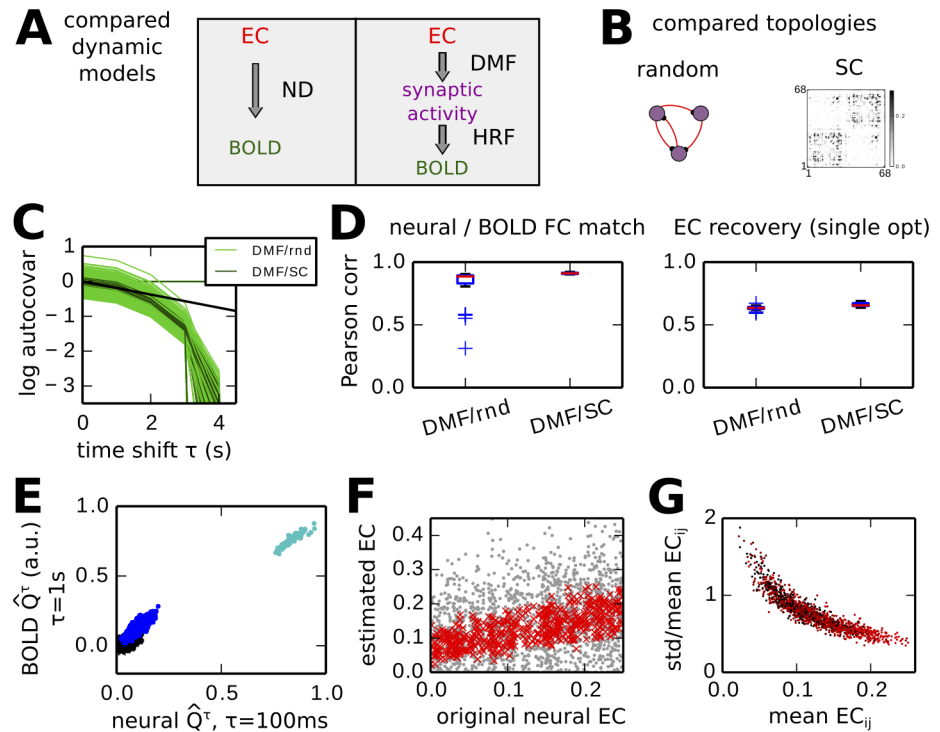 A
compared
dynamic
models
EC
ND
BOLD
EC
DMF
synaptic
activity
HRF
BOLD
B
compared topologies
random
SC
68
1
1
68
0.2
0.0
C
log autocovar
1
0
−1
−2
−3
0
2
4
time shift τ (s)
DMF/rnd
DMF/SC
D
neural / BOLD FC match
Pearson corr
1.0
0.5
0.0
DMF/rnd
DMF/SC
EC recovery (single opt)
1.0
0.5
0.0
DMF/rnd
DMF/SC
E
BOLD Q̂^τ (a.u.)
τ=1s
1.0
0.5
0.0
0.0
0.5
1.0
neural Q̂^τ, τ=100ms
F
estimated EC
0.4
0.3
0.2
0.1
0.0
0.0
0.1
0.2
original neural EC
G
std/mean EC_ij
2
1
0
0.1
0.2
mean EC_ij